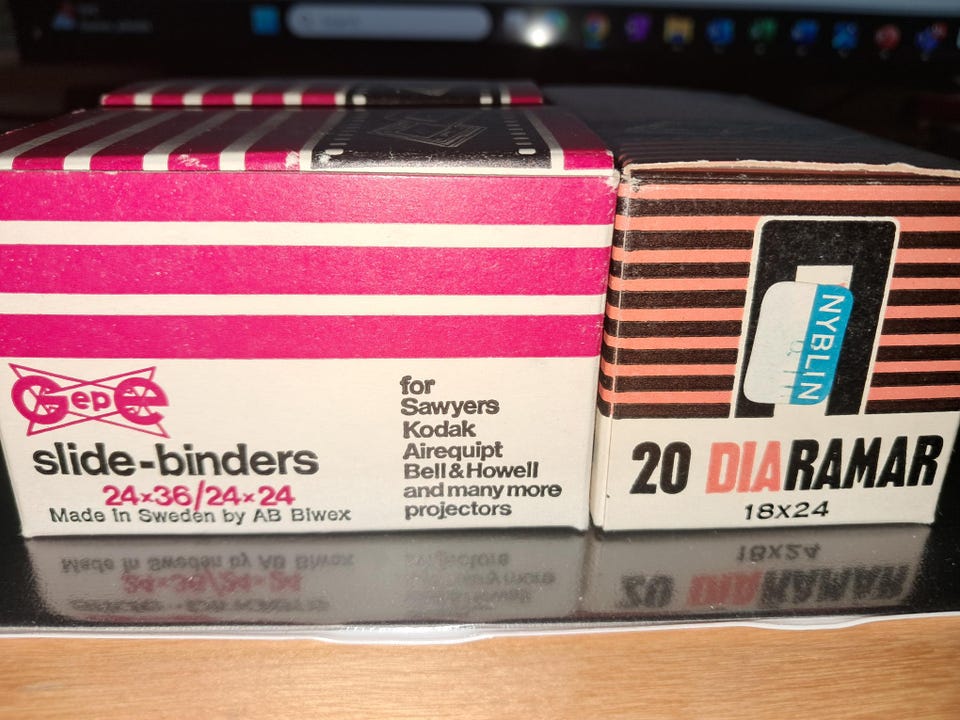 GePe
slide-binders
24x36/24x24
Made in Sweden by AB Biwex
for
Sawyers
Kodak
Airequipt
Bell & Howell
and many more
projectors
NYBLIN
20 DIARAMAR
18x24